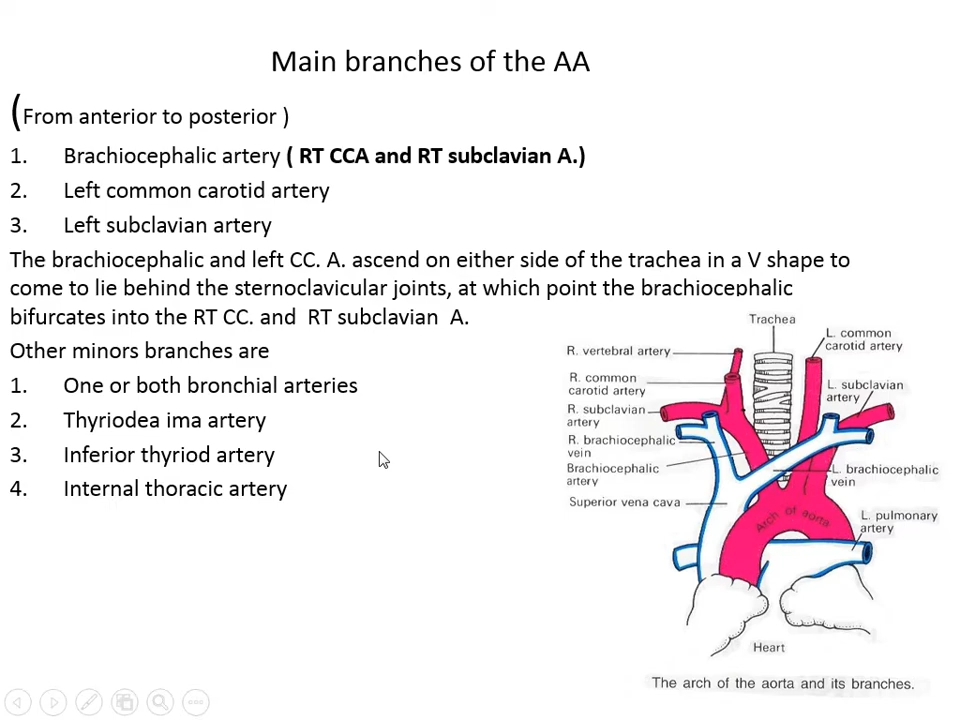 Main branches of the AA
(From anterior to posterior )
1. Brachiocephalic artery ( RT CCA and RT subclavian A.)
2. Left common carotid artery
3. Left subclavian artery
The brachiocephalic and left CC. A. ascend on either side of the trachea in a V shape to
come to lie behind the sternoclavicular joints, at which point the brachiocephalic
bifurcates into the RT CC. and RT subclavian A.
Other minors branches are
1. One or both bronchial arteries
2. Thyriodea ima artery
3. Inferior thyriod artery
4. Internal thoracic artery
Trachea
L. common
carotid artery
R. vertebral artery
R. common
carotid artery
L. subclavian
artery
R. subclavian
artery
R. brachiocephalic
vein
Brachiocephalic
artery
L. brachiocephalic
vein
Superior vena cava
Arch of aorta
L. pulmonary
artery
Heart
The arch of the aorta and its branches.